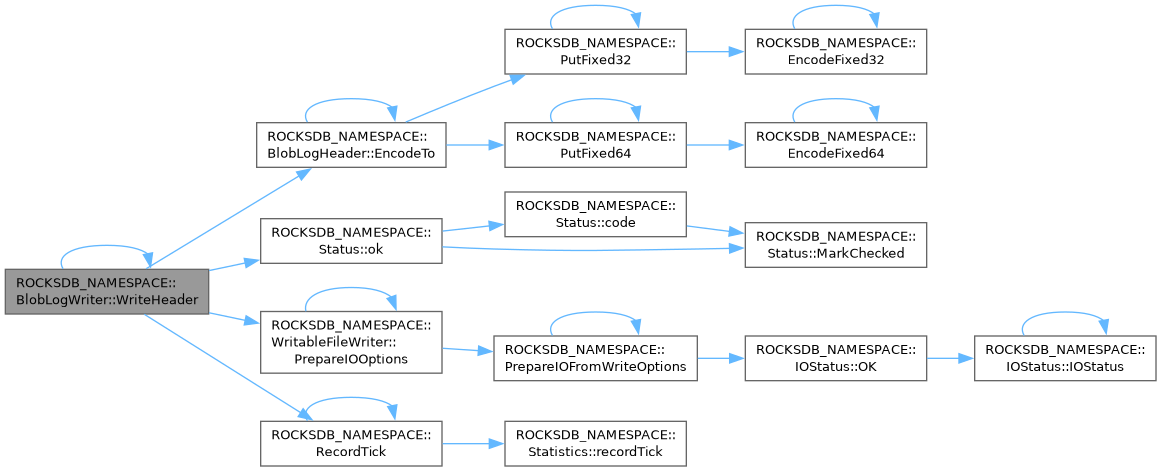 ROCKSDB_NAMESPACE::
BlobLogWriter::WriteHeader
ROCKSDB_NAMESPACE::
BlobLogHeader::EncodeTo
ROCKSDB_NAMESPACE::
PutFixed32
ROCKSDB_NAMESPACE::
EncodeFixed32
ROCKSDB_NAMESPACE::
PutFixed64
ROCKSDB_NAMESPACE::
EncodeFixed64
ROCKSDB_NAMESPACE::
Status::ok
ROCKSDB_NAMESPACE::
Status::code
ROCKSDB_NAMESPACE::
Status::MarkChecked
ROCKSDB_NAMESPACE::
WritableFileWriter::
PrepareIOOptions
ROCKSDB_NAMESPACE::
PrepareIOFromWriteOptions
ROCKSDB_NAMESPACE::
IOStatus::OK
ROCKSDB_NAMESPACE::
IOStatus::IOStatus
ROCKSDB_NAMESPACE::
RecordTick
ROCKSDB_NAMESPACE::
Statistics::recordTick